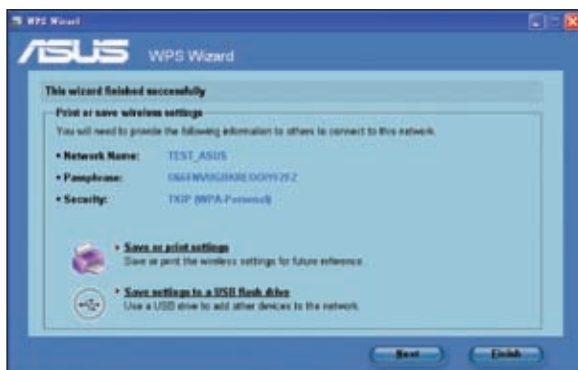 WPS Wizard
ASUS WPS Wizard
This wizard finished successfully
Print or save wireless settings
You will need to provide the following information to others to connect to this network.
• Network Name: TEST_ASUS
• Passphrase:
• Security: TKIP (WPA-Personal)
• Save or print settings
Save or print the wireless settings for future reference.
• Save settings to a USB flash drive
Use a USB drive to add other devices to the network.
Next Finish